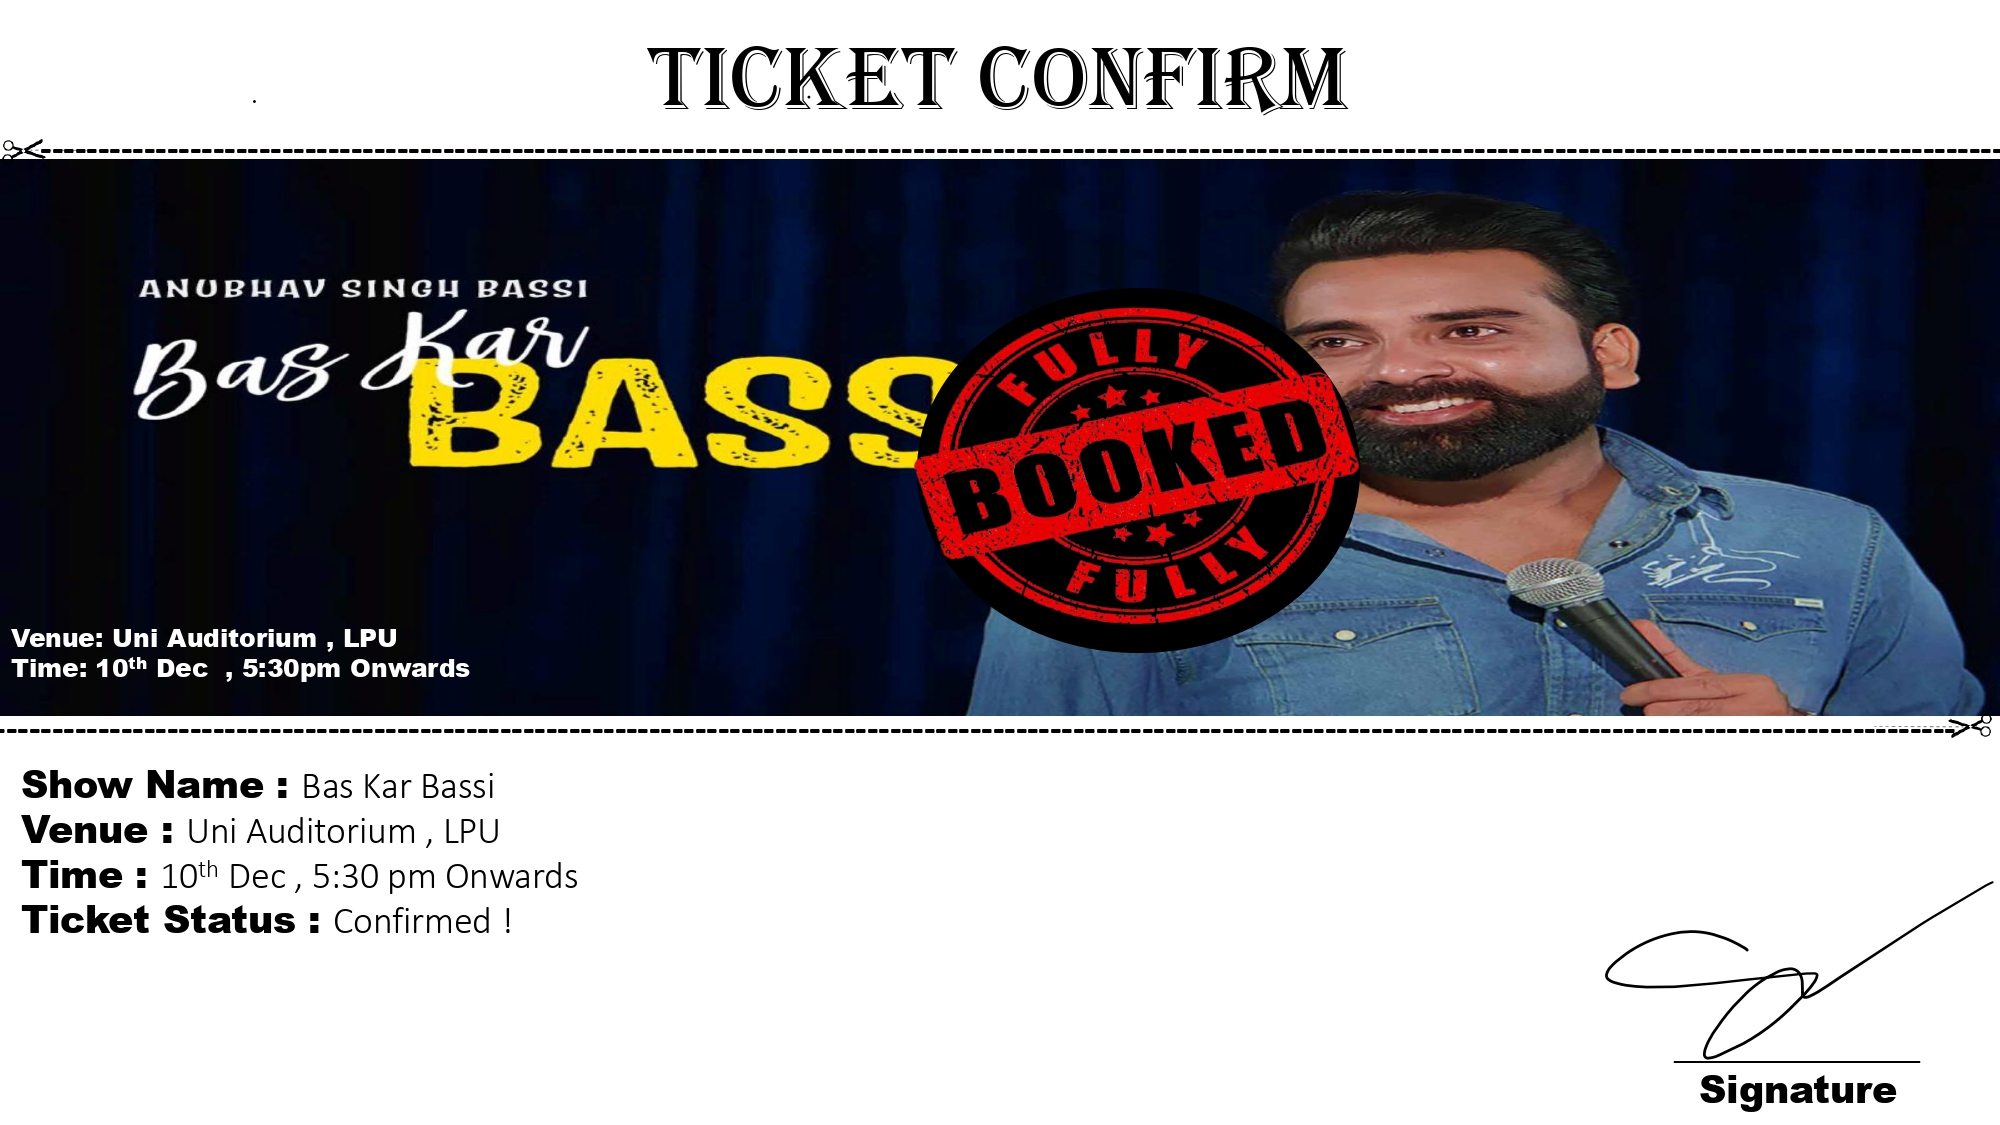 TICKET CONFIRM
ANUBHAV SINGH BASSI
Bas Kar
BASS
FULLY
BOOKED
FULLY
Venue: Uni Auditorium , LPU
Time: 10th Dec , 5:30pm Onwards
Show Name : Bas Kar Bassi
Venue : Uni Auditorium , LPU
Time : 10th Dec , 5:30 pm Onwards
Ticket Status : Confirmed !
Signature